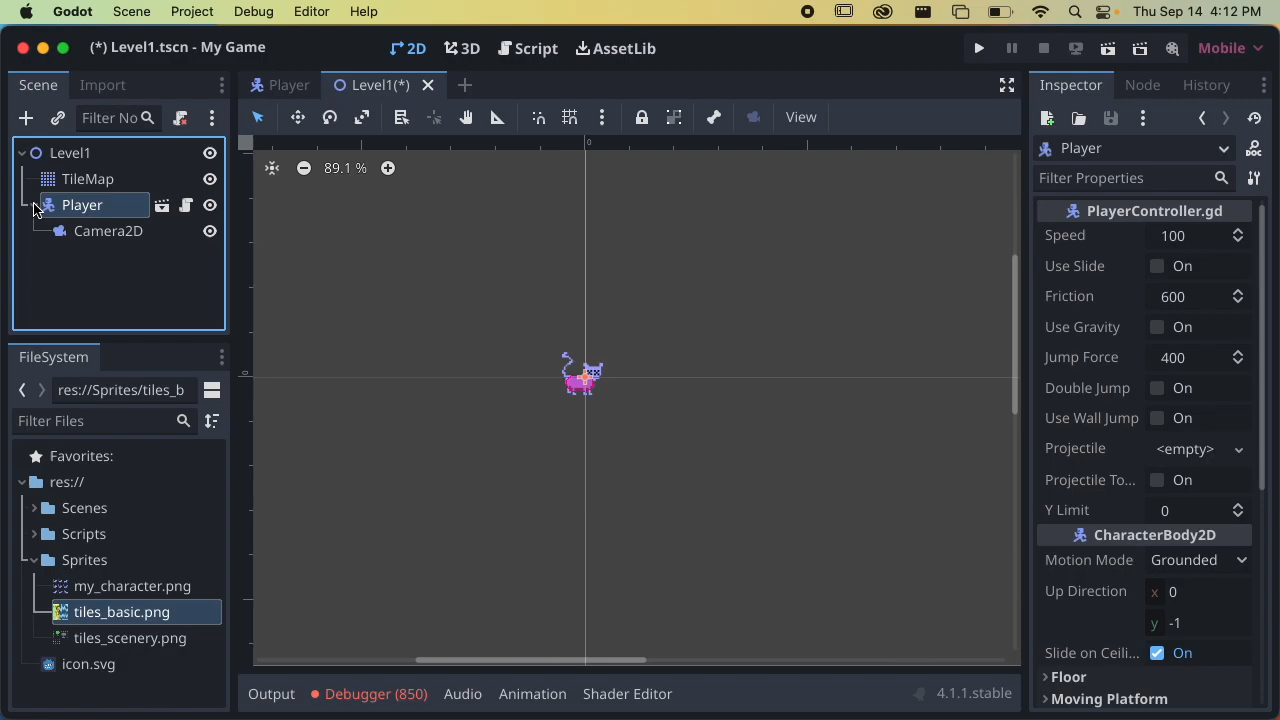 Godot Scene Project Debug Editor Help Thu Sep 14 4:12 PM
(*) Level1.tscn - My Game 2D 3D Script AssetLib Mobile
Scene Import Player Level1(*) Inspector Node History
Filter No View
Level1
TileMap
Player
Camera2D
0
89.1 %
0
Player
Filter Properties
PlayerController.gd
Speed 100
Use Slide On
Friction 600
Use Gravity On
Jump Force 400
Double Jump On
Use Wall Jump On
Projectile <empty>
Projectile To... On
Y Limit 0
CharacterBody2D
Motion Mode Grounded
Up Direction x 0
y -1
Slide on Ceili... On
Floor
Moving Platform
FileSystem
res://Sprites/tiles_b
Filter Files
Favorites:
res://
Scenes
Scripts
Sprites
my_character.png
tiles_basic.png
tiles_scenery.png
icon.svg
Output Debugger (850) Audio Animation Shader Editor 4.1.1.stable